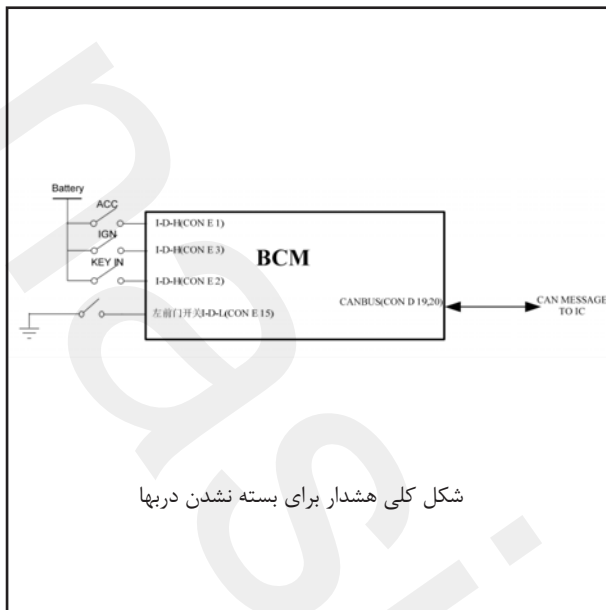 Battery
ACC
I-D-H(CON E 1)
IGN
I-D-H(CON E 3)
BCM
KEY IN
I-D-H(CON E 2)
CANBUS(CON D 19,20)
CAN MESSAGE
TO IC
左前门开关I-D-L(CON E 15)
شکل کلی هشدار برای بسته نشدن دربها